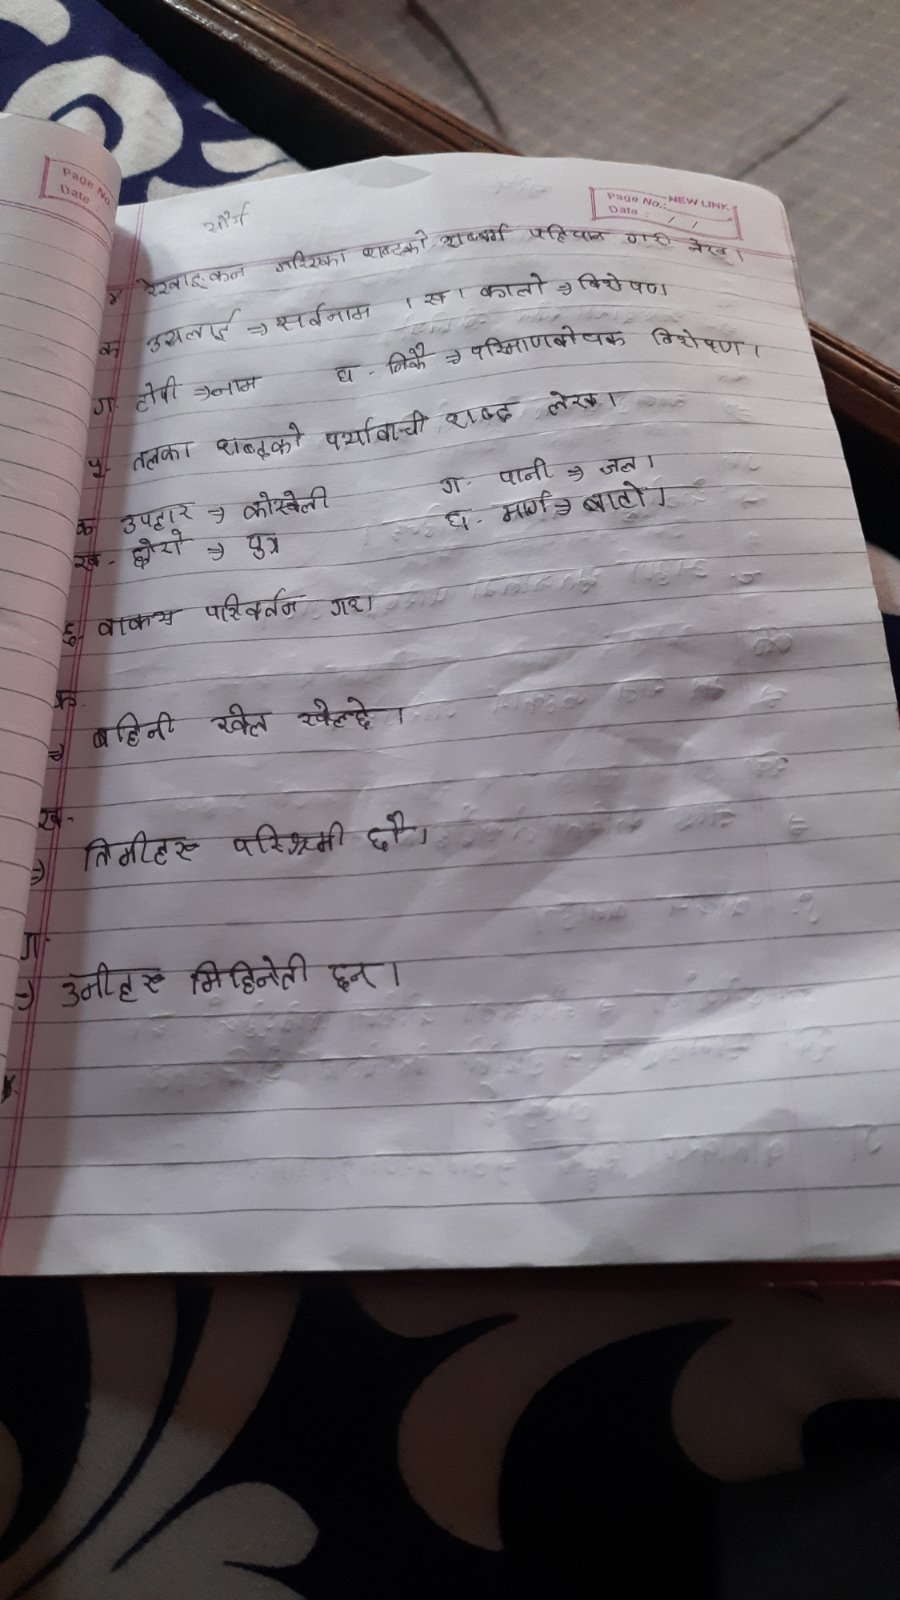 Page No
Date
Page No.: NEW LINK
Date : / /
शौर्य
४ रेखाङ्कन गरिएका शब्दको शब्दवर्ग पहिचान गरी लेख।
क उसलाई ⇒ सर्वनाम । ख। कालो ⇒ विशेषण
ग. टोपी ⇒ नाम घ. निकै ⇒ परिमाणबोधक विशेषण ।
५. तलका शब्दको पर्यावाची शब्द लेख।
क उपहार ⇒ कोसेली ग. पानी ⇒ जल।
ख. छोरो ⇒ पुत्र घ. मार्ग ⇒ बाटो।
६. वाक्य परिवर्तन गर।
क.
⇒ बहिनी खेल खेल्छे ।
ख.
⇒ तिमीहरु परिश्रमी छौ।
ग.
⇒ उनीहरु मिहिनेती छन् ।